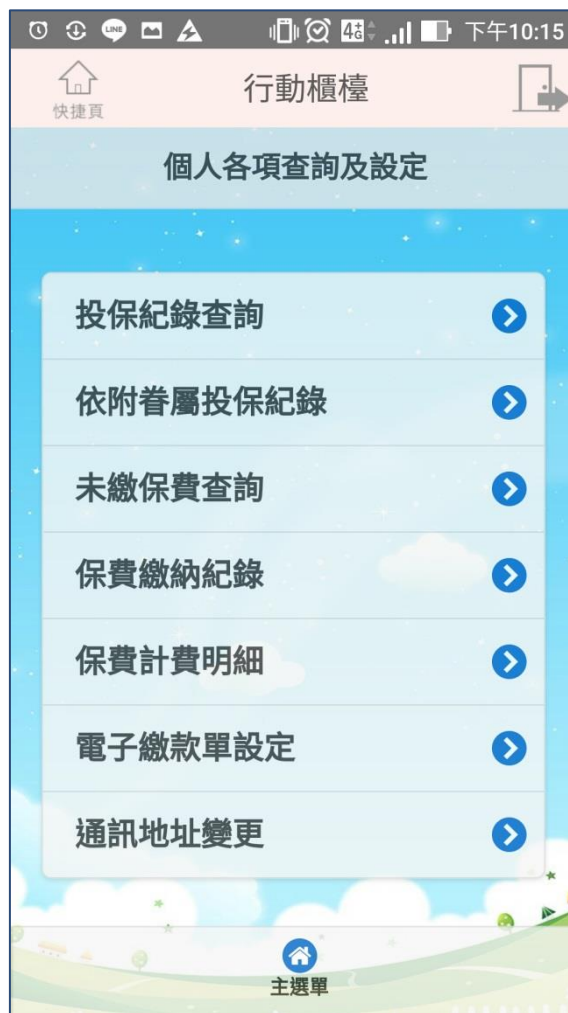 LINE
4G
下午10:15
快捷頁
行動櫃檯
個人各項查詢及設定
投保紀錄查詢
依附眷屬投保紀錄
未繳保費查詢
保費繳納紀錄
保費計費明細
電子繳款單設定
通訊地址變更
主選單